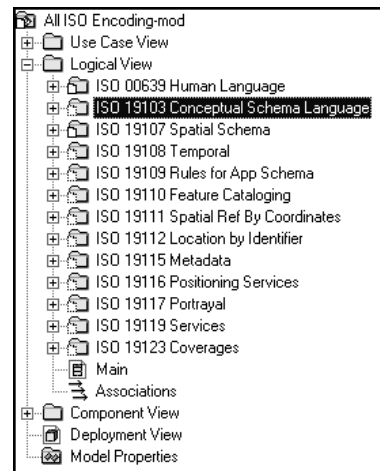 All ISO Encoding-mod
Use Case View
Logical View
ISO 00639 Human Language
ISO 19103 Conceptual Schema Language
ISO 19107 Spatial Schema
ISO 19108 Temporal
ISO 19109 Rules for App Schema
ISO 19110 Feature Cataloging
ISO 19111 Spatial Ref By Coordinates
ISO 19112 Location by Identifier
ISO 19115 Metadata
ISO 19116 Positioning Services
ISO 19117 Portrayal
ISO 19119 Services
ISO 19123 Coverages
Main
Associations
Component View
Deployment View
Model Properties